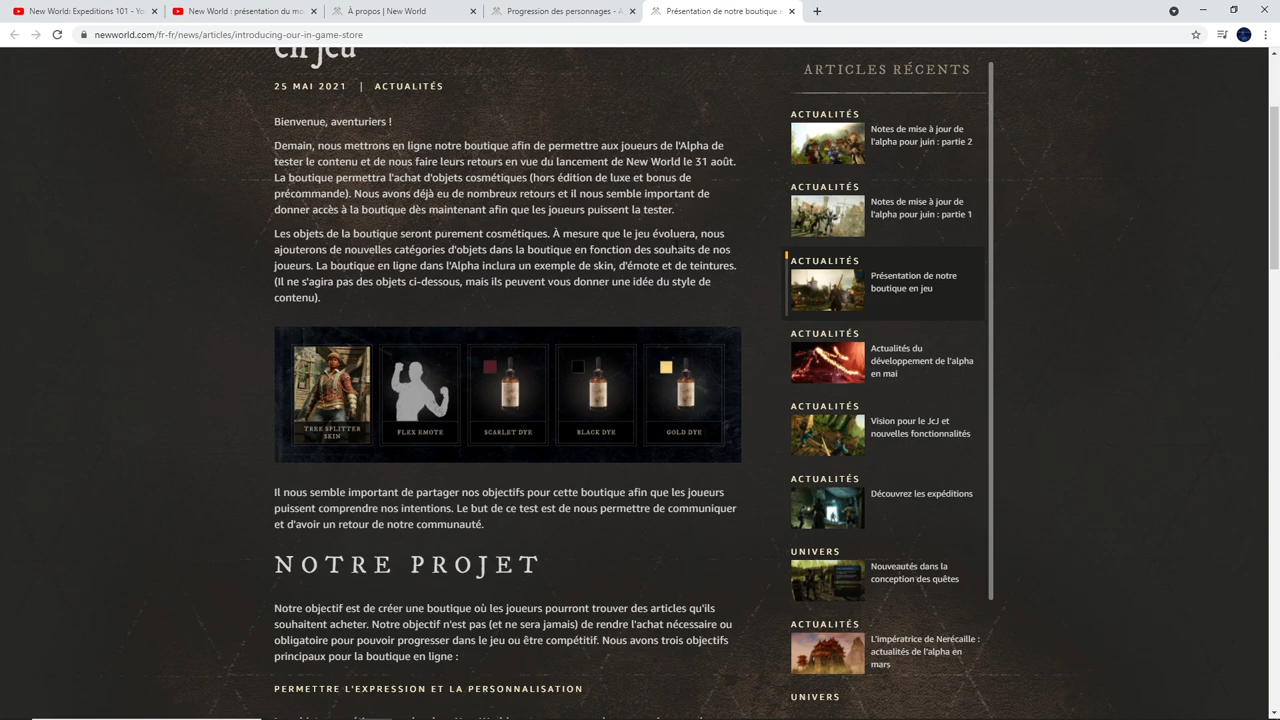 New World: Expeditions 101 - Yo
New World : présentation du mo
À propos | New World
Progression des personnages - A
Présentation de notre boutique e
newworld.com/fr-fr/news/articles/introducing-our-in-game-store
en jeu
25 MAI 2021 | ACTUALITÉS
Bienvenue, aventuriers !
Demain, nous mettrons en ligne notre boutique afin de permettre aux joueurs de l'Alpha de
tester le contenu et de nous faire leurs retours en vue du lancement de New World le 31 août.
La boutique permettra l'achat d'objets cosmétiques (hors édition de luxe et bonus de
précommande). Nous avons déjà eu de nombreux retours et il nous semble important de
donner accès à la boutique dès maintenant afin que les joueurs puissent la tester.
Les objets de la boutique seront purement cosmétiques. À mesure que le jeu évoluera, nous
ajouterons de nouvelles catégories d'objets dans la boutique en fonction des souhaits de nos
joueurs. La boutique en ligne dans l'Alpha inclura un exemple de skin, d'émote et de teintures.
(Il ne s'agira pas des objets ci-dessous, mais ils peuvent vous donner une idée du style de
contenu).
TREE SPLITTER
SKIN
FLEX EMOTE
SCARLET DYE
BLACK DYE
GOLD DYE
Il nous semble important de partager nos objectifs pour cette boutique afin que les joueurs
puissent comprendre nos intentions. Le but de ce test est de nous permettre de communiquer
et d'avoir un retour de notre communauté.
NOTRE PROJET
Notre objectif est de créer une boutique où les joueurs pourront trouver des articles qu'ils
souhaitent acheter. Notre objectif n'est pas (et ne sera jamais) de rendre l'achat nécessaire ou
obligatoire pour pouvoir progresser dans le jeu ou être compétitif. Nous avons trois objectifs
principaux pour la boutique en ligne :
PERMETTRE L'EXPRESSION ET LA PERSONNALISATION
ARTICLES RÉCENTS
ACTUALITÉS
Notes de mise à jour de
l'alpha pour juin : partie 2
ACTUALITÉS
Notes de mise à jour de
l'alpha pour juin : partie 1
ACTUALITÉS
Présentation de notre
boutique en jeu
ACTUALITÉS
Actualités du
développement de l'alpha
en mai
ACTUALITÉS
Vision pour le JcJ et
nouvelles fonctionnalités
ACTUALITÉS
Découvrez les expéditions
UNIVERS
Nouveautés dans la
conception des quêtes
ACTUALITÉS
L'impératrice de Nerécaille :
actualités de l'alpha en
mars
UNIVERS